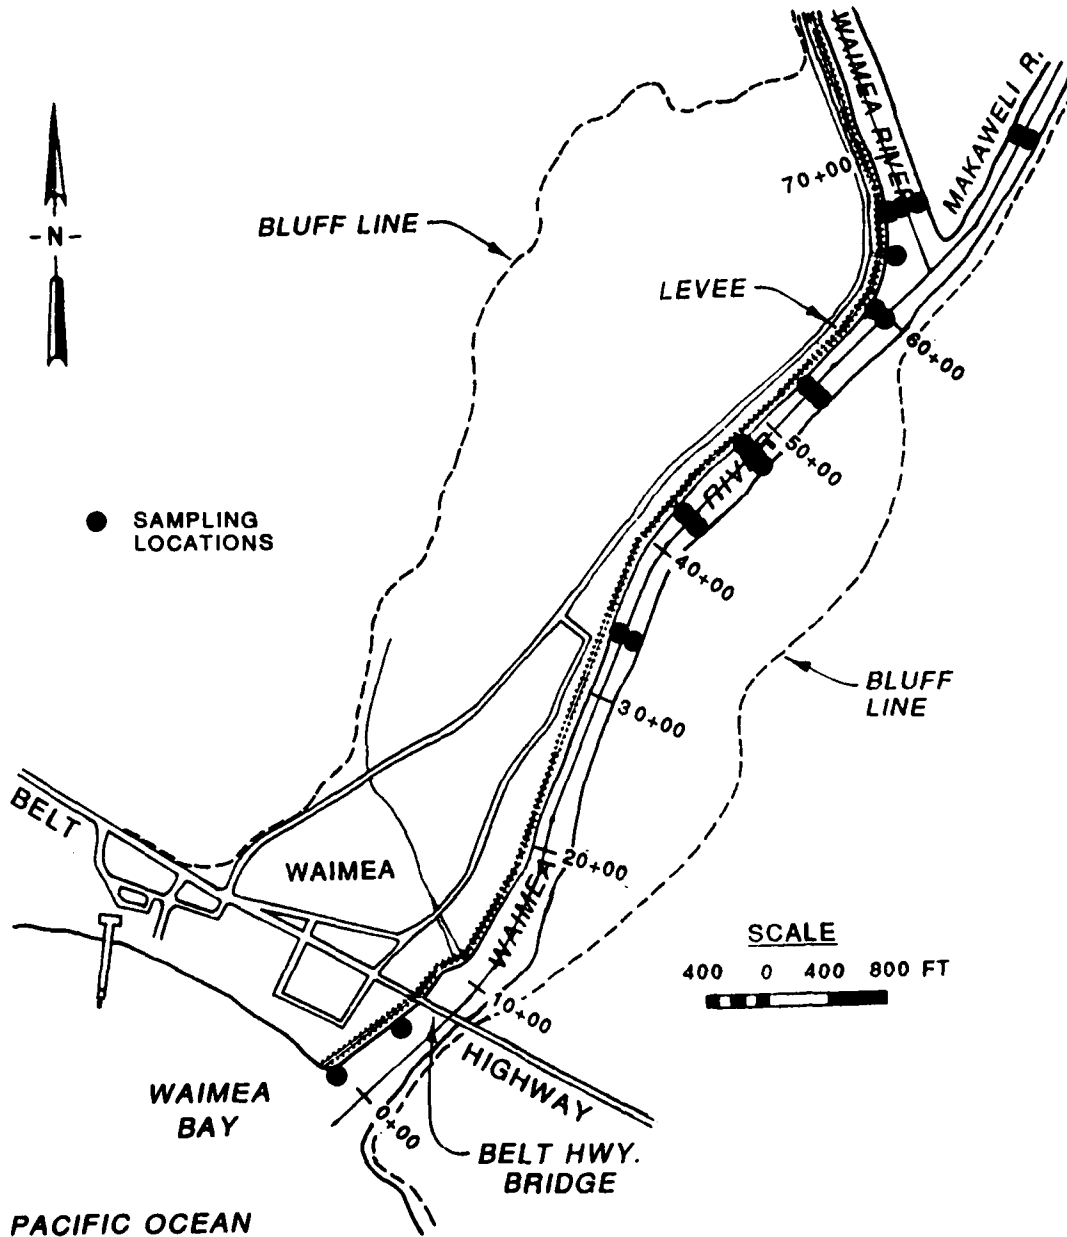 WAIMEA RIVER
MAKAWELI R.
70+00
BLUFF LINE
-N-
LEVEE
60+00
50+00
RIVER
SAMPLING
LOCATIONS
40+00
BLUFF
LINE
30+00
BELT
WAIMEA
20+00
WAIMEA
SCALE
400 0 400 800 FT
10+00
HIGHWAY
WAIMEA
BAY
0+00
BELT HWY.
BRIDGE
PACIFIC OCEAN